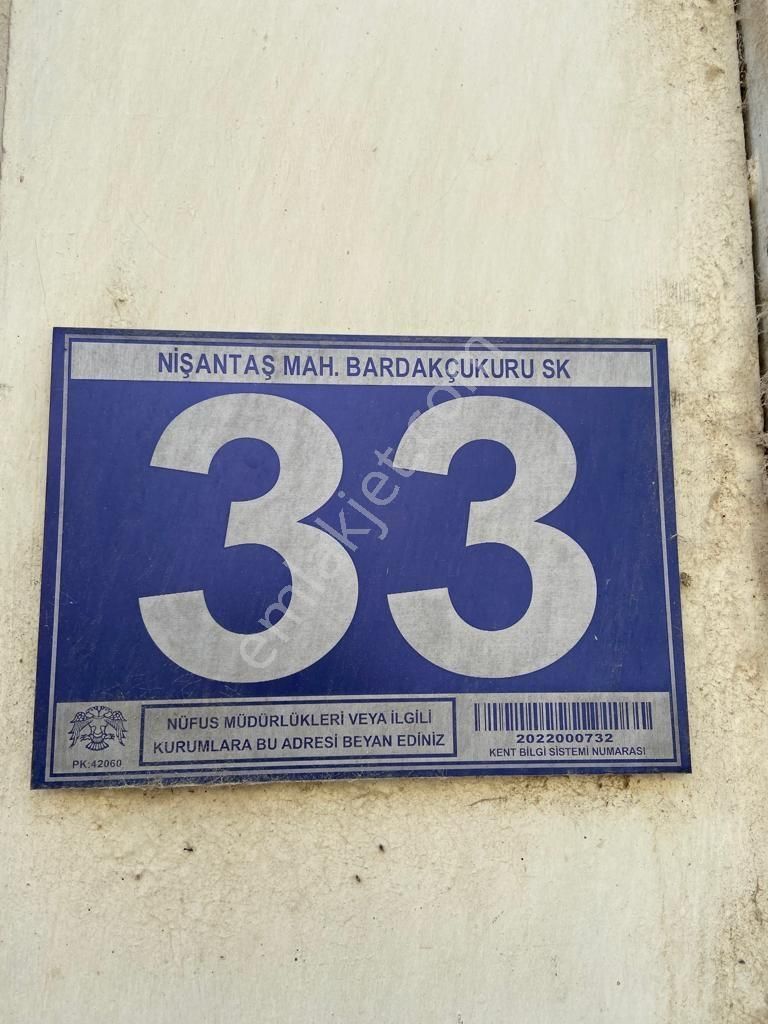 NİŞANTAŞ MAH. BARDAKÇUKURU SK
33
emlakjet.com
NÜFUS MÜDÜRLÜKLERİ VEYA İLGİLİ
KURUMLARA BU ADRESİ BEYAN EDİNİZ
PK:42060
2022000732
KENT BİLGİ SİSTEMİ NUMARASI